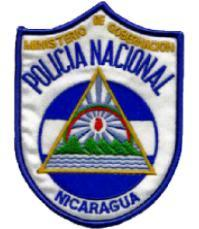 MINISTERIO DE GOBERNACION
POLICIA NACIONAL
NICARAGUA